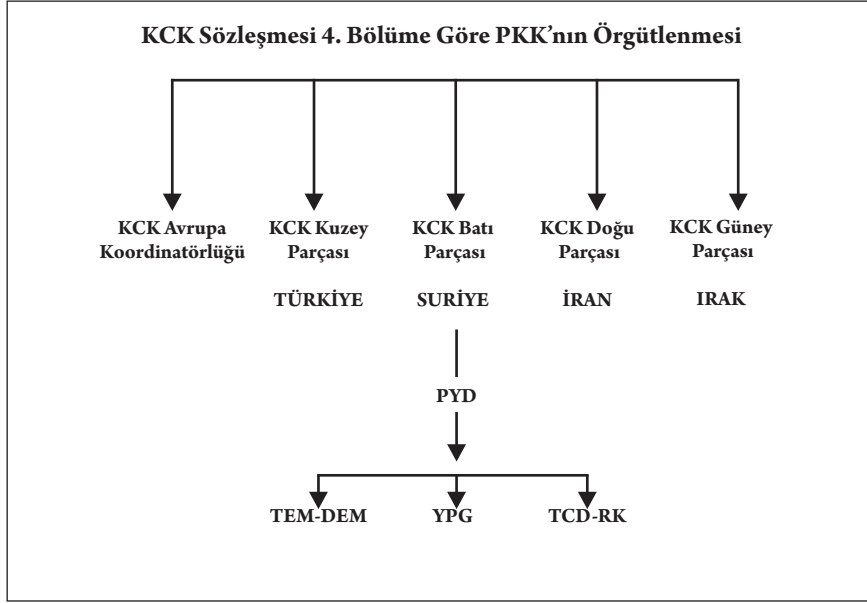 KCK Sözleşmesi 4. Bölüme Göre PKK’nın Örgütlenmesi
KCK Avrupa
Koordinatörlüğü
KCK Kuzey
Parçası
TÜRKİYE
KCK Batı
Parçası
SURİYE
KCK Doğu
Parçası
İRAN
KCK Güney
Parçası
IRAK
PYD
TEM-DEM
YPG
TCD-RK